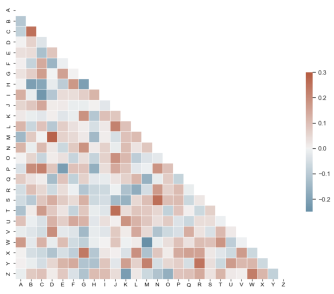 A
B
C
D
E
F
G
H
I
J
K
L
M
N
O
P
Q
R
S
T
U
V
W
X
Y
Z
A B C D E F G H I J K L M N O P Q R S T U V W X Y Z
0.3
0.2
0.1
0.0
-0.1
-0.2